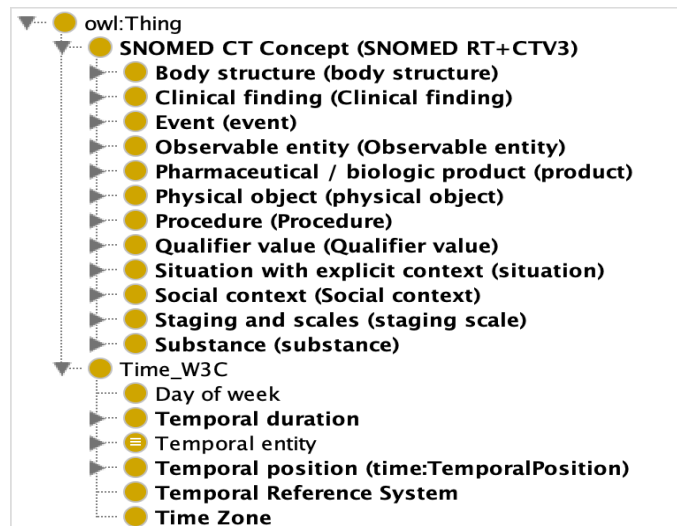 owl:Thing
SNOMED CT Concept (SNOMED RT+CTV3)
Body structure (body structure)
Clinical finding (Clinical finding)
Event (event)
Observable entity (Observable entity)
Pharmaceutical / biologic product (product)
Physical object (physical object)
Procedure (Procedure)
Qualifier value (Qualifier value)
Situation with explicit context (situation)
Social context (Social context)
Staging and scales (staging scale)
Substance (substance)
Time_W3C
Day of week
Temporal duration
Temporal entity
Temporal position (time:TemporalPosition)
Temporal Reference System
Time Zone